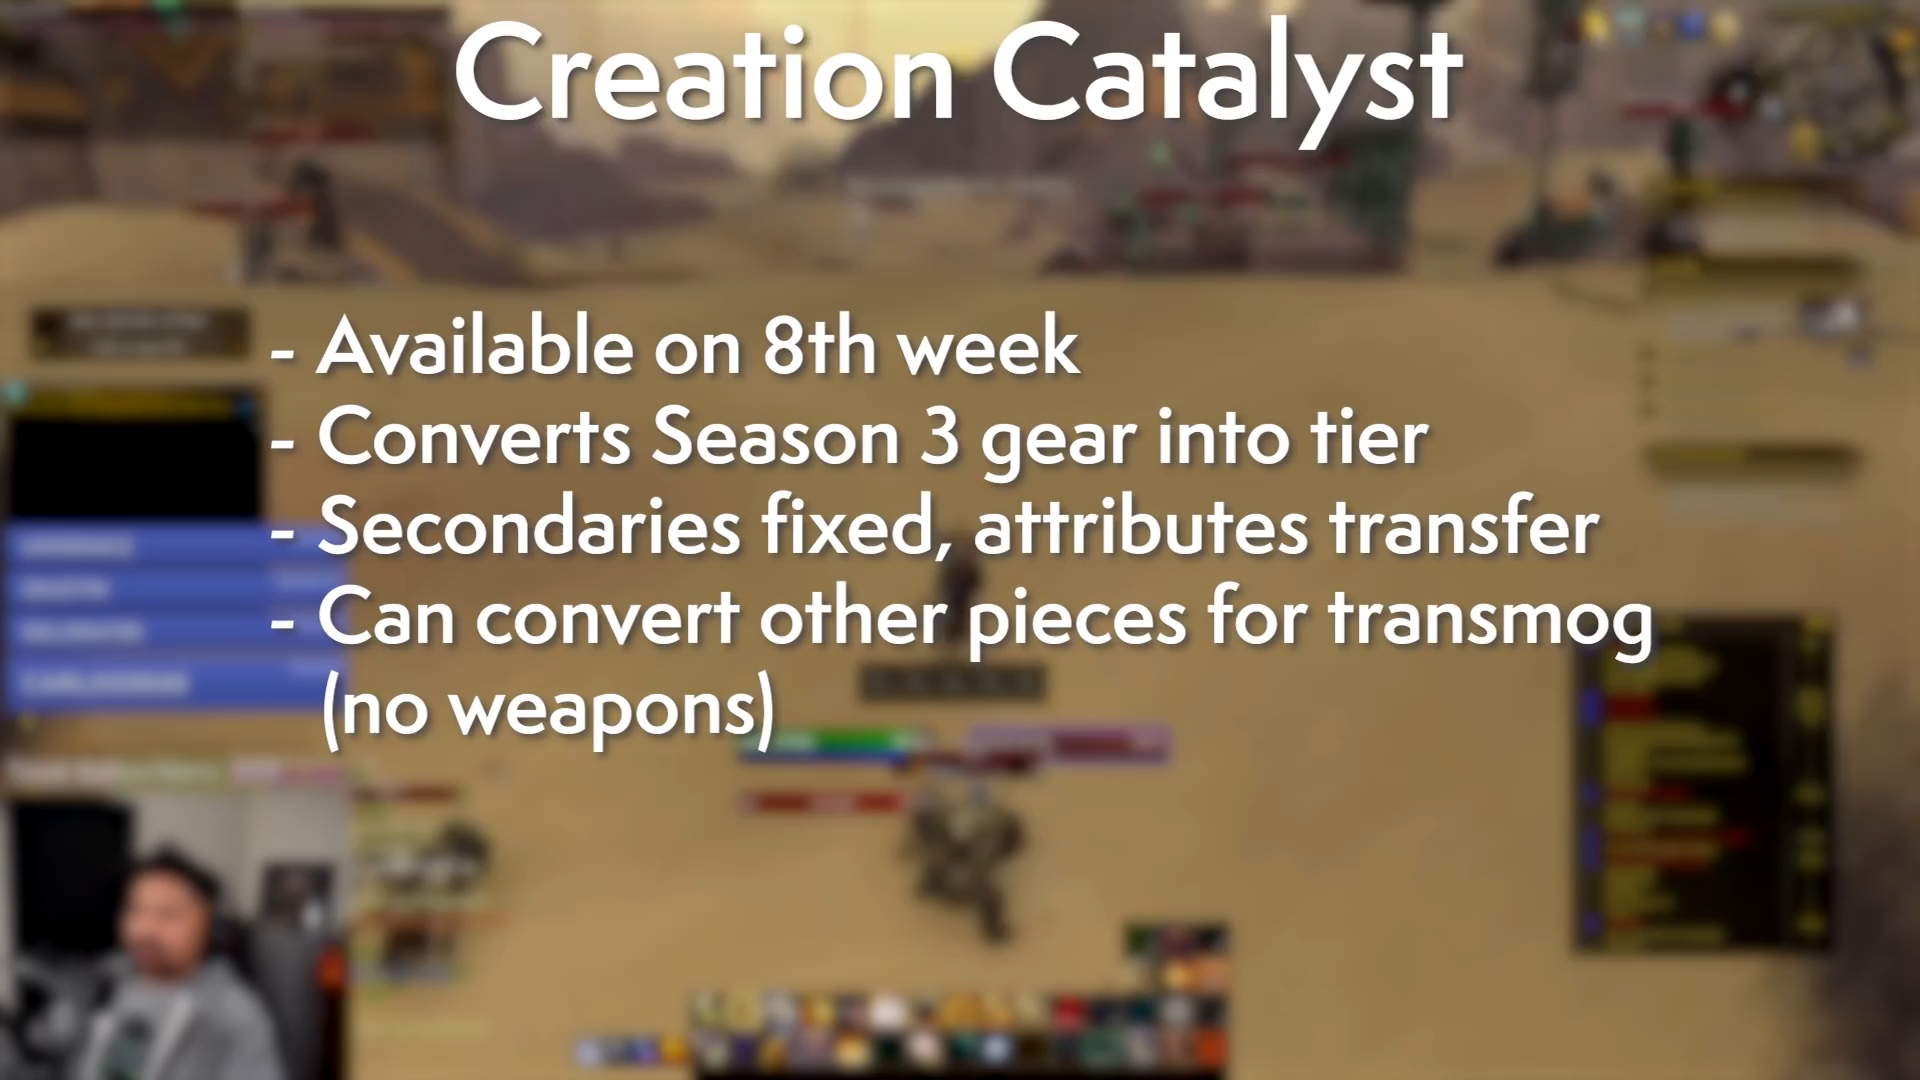 Creation Catalyst
- Available on 8th week
- Converts Season 3 gear into tier
- Secondaries fixed, attributes transfer
- Can convert other pieces for transmog
(no weapons)